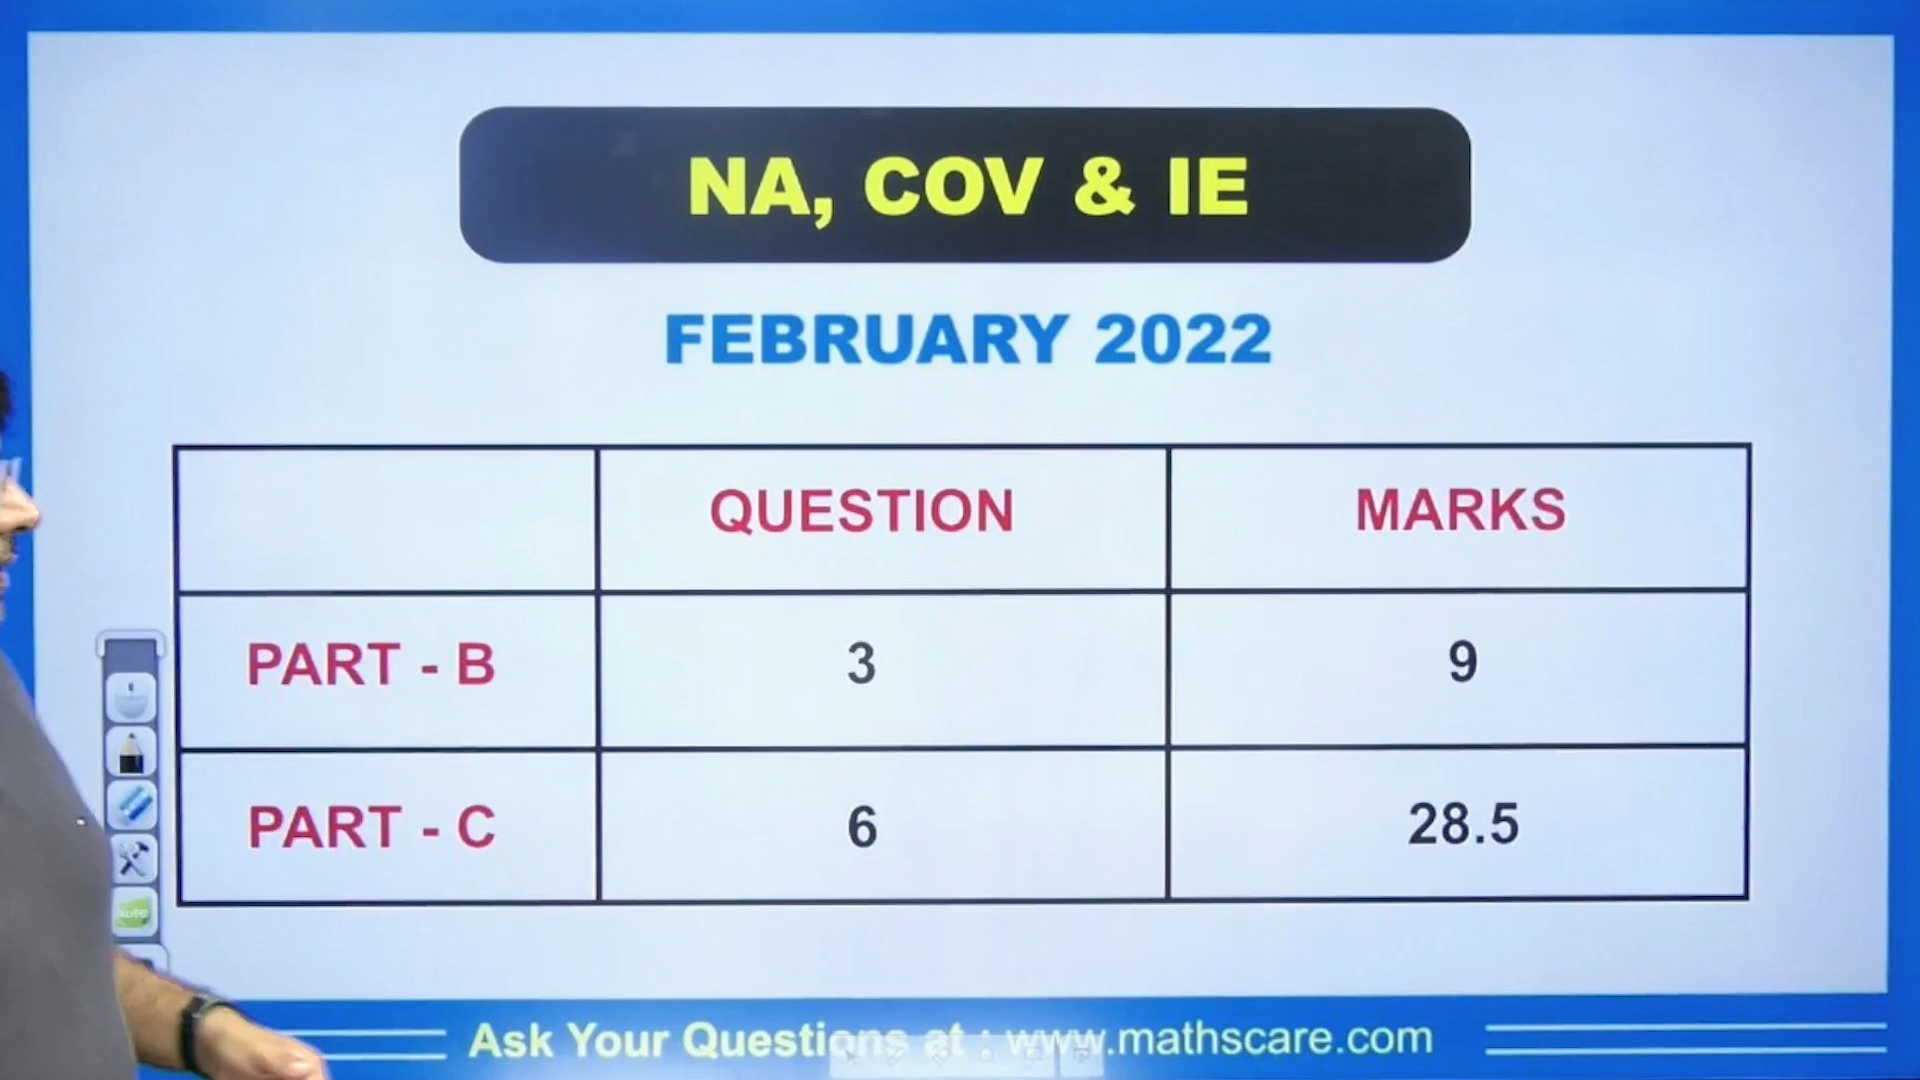 NA, COV & IE
FEBRUARY 2022
QUESTION MARKS
PART - B 3 9
PART - C 6 28.5
Note
Ask Your Questions at : www.mathscare.com